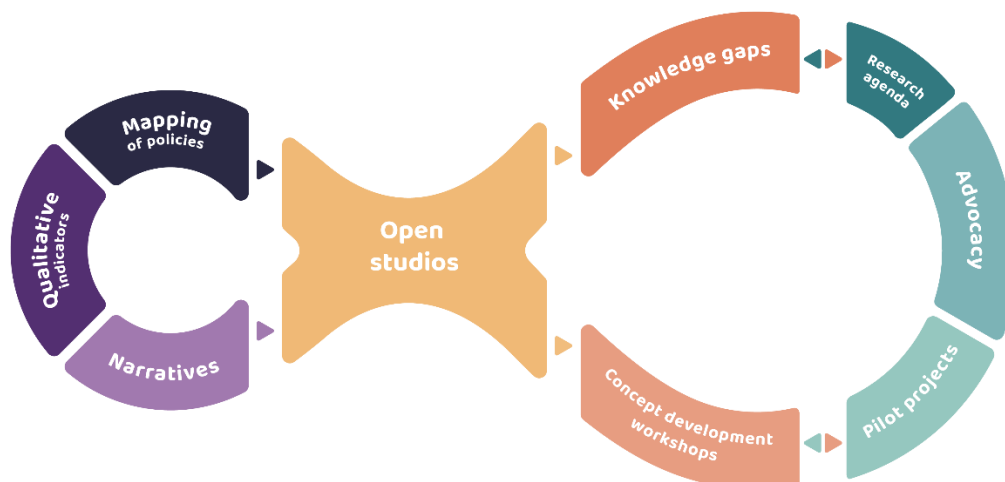 Mapping
of policies
Qualitative
indicators
Narratives
Open
studios
Knowledge gaps
Concept development
workshops
Research
agenda
Advocacy
Pilot projects